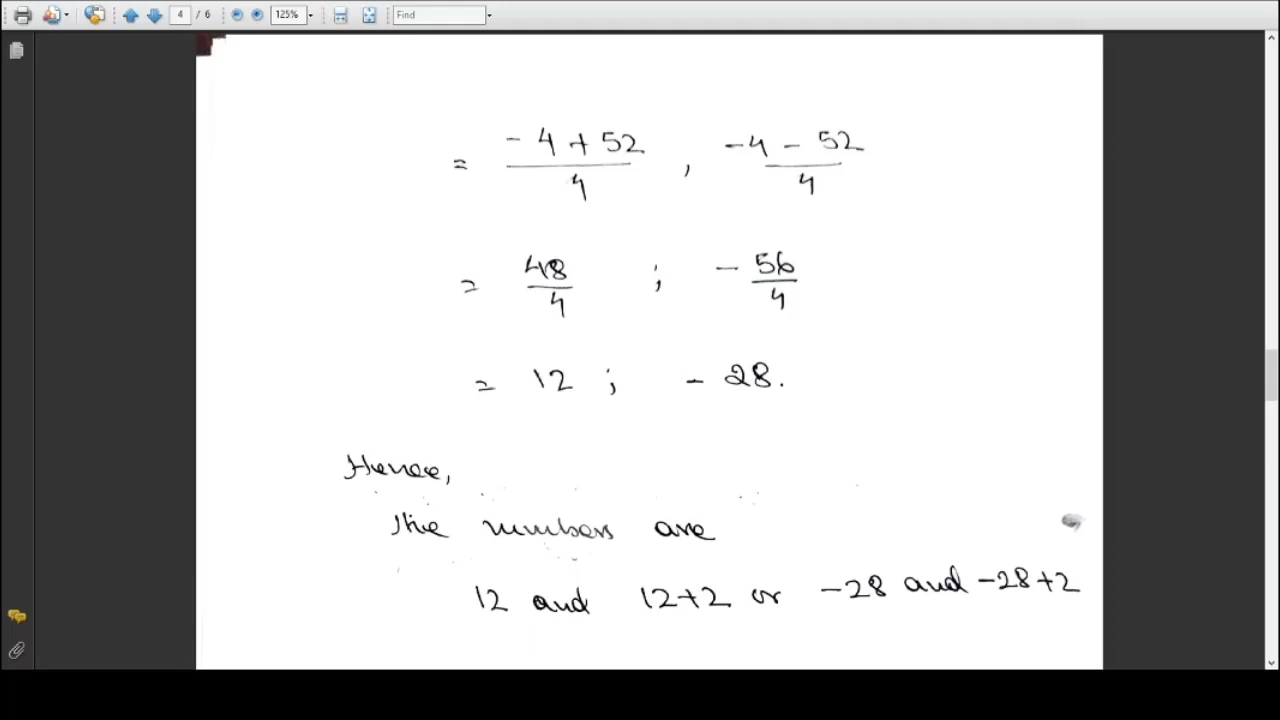 4 / 6 125% Find
= - 4 + 52 / 4 , -4 - 52 / 4
= 48 / 4 ; - 56 / 4
= 12 ; - 28.
Hence,
The numbers are
12 and 12+2 or -28 and -28+2